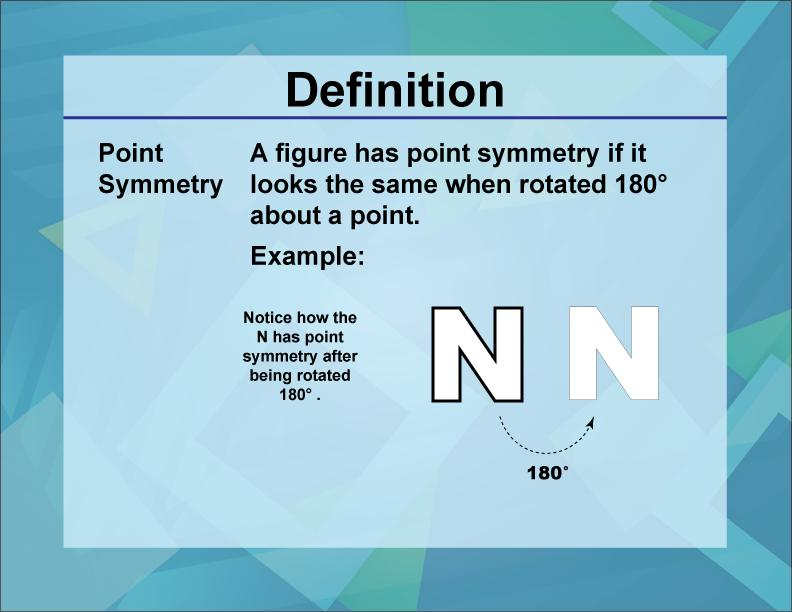 Definition
Point
Symmetry
A figure has point symmetry if it
looks the same when rotated 180°
about a point.
Example:
Notice how the
N has point
symmetry after
being rotated
180° .
N N
180°